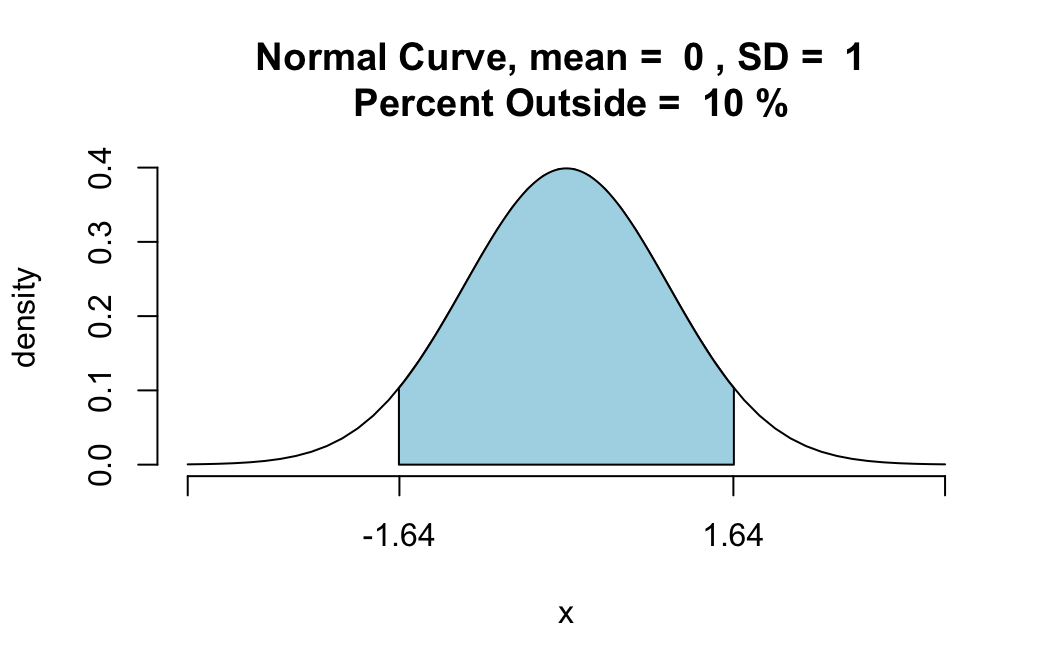 Normal Curve, mean =  0 , SD =  1
Percent Outside =  10 %
density
0.4
0.3
0.2
0.1
0.0
-1.64 1.64
x